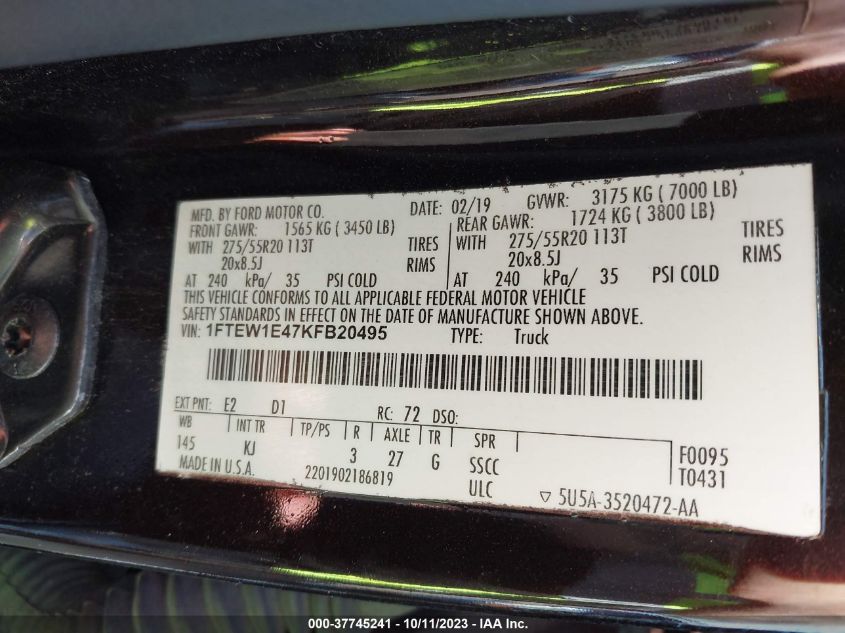 MFD. BY FORD MOTOR CO. DATE: 02/19 GVWR: 3175 KG ( 7000 LB)
FRONT GAWR: 1565 KG ( 3450 LB) REAR GAWR: 1724 KG ( 3800 LB)
WITH 275/55R20 113T TIRES WITH 275/55R20 113T TIRES
20x8.5J RIMS 20x8.5J RIMS
AT 240 kPa/ 35 PSI COLD AT 240 kPa/ 35 PSI COLD
THIS VEHICLE CONFORMS TO ALL APPLICABLE FEDERAL MOTOR VEHICLE
SAFETY STANDARDS IN EFFECT ON THE DATE OF MANUFACTURE SHOWN ABOVE.
VIN: 1FTEW1E47KFB20495 TYPE: Truck
EXT PNT: E2 D1 RC: 72 DSO:
WB INT TR TP/PS R AXLE TR SPR
145 KJ 3 27 G SSCC F0095
MADE IN U.S.A. 2201902186819 ULC T0431
▽ 5U5A-3520472-AA
000-37745241 - 10/11/2023 - IAA Inc.